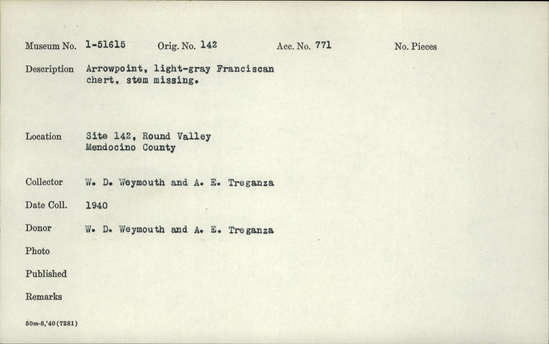 Museum No. 1-51615 Orig. No. 142 Acc. No. 771 No. Pieces
Description Arrowpoint, light-gray Franciscan
chert, stem missing.
Location Site 142, Round Valley
Mendocino County
Collector W. D. Weymouth and A. E. Treganza
Date Coll. 1940
Donor W. D. Weymouth and A. E. Treganza
Photo
Published
Remarks
50m-8,'40(7281)